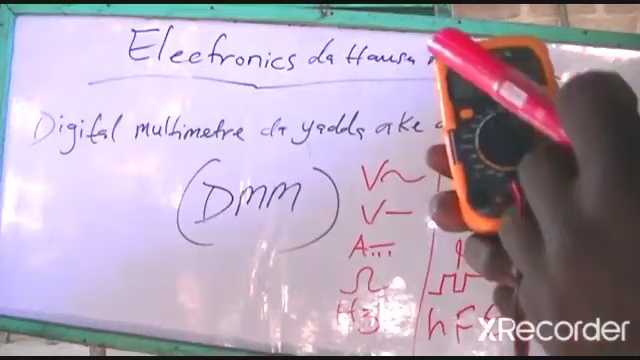 Electronics da Hausa
Digital multimetre da yadda ake
(DMM)
V~
V–
A
Ω
Hz
hFE
XRecorder